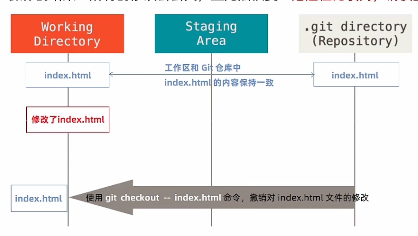 Working
Directory
Staging
Area
.git directory
(Repository)
index.html
工作区和 Git 仓库中
index.html 的内容保持一致
index.html
修改了index.html
index.html
使用 git checkout -- index.html 命令，撤销对 index.html 文件的修改